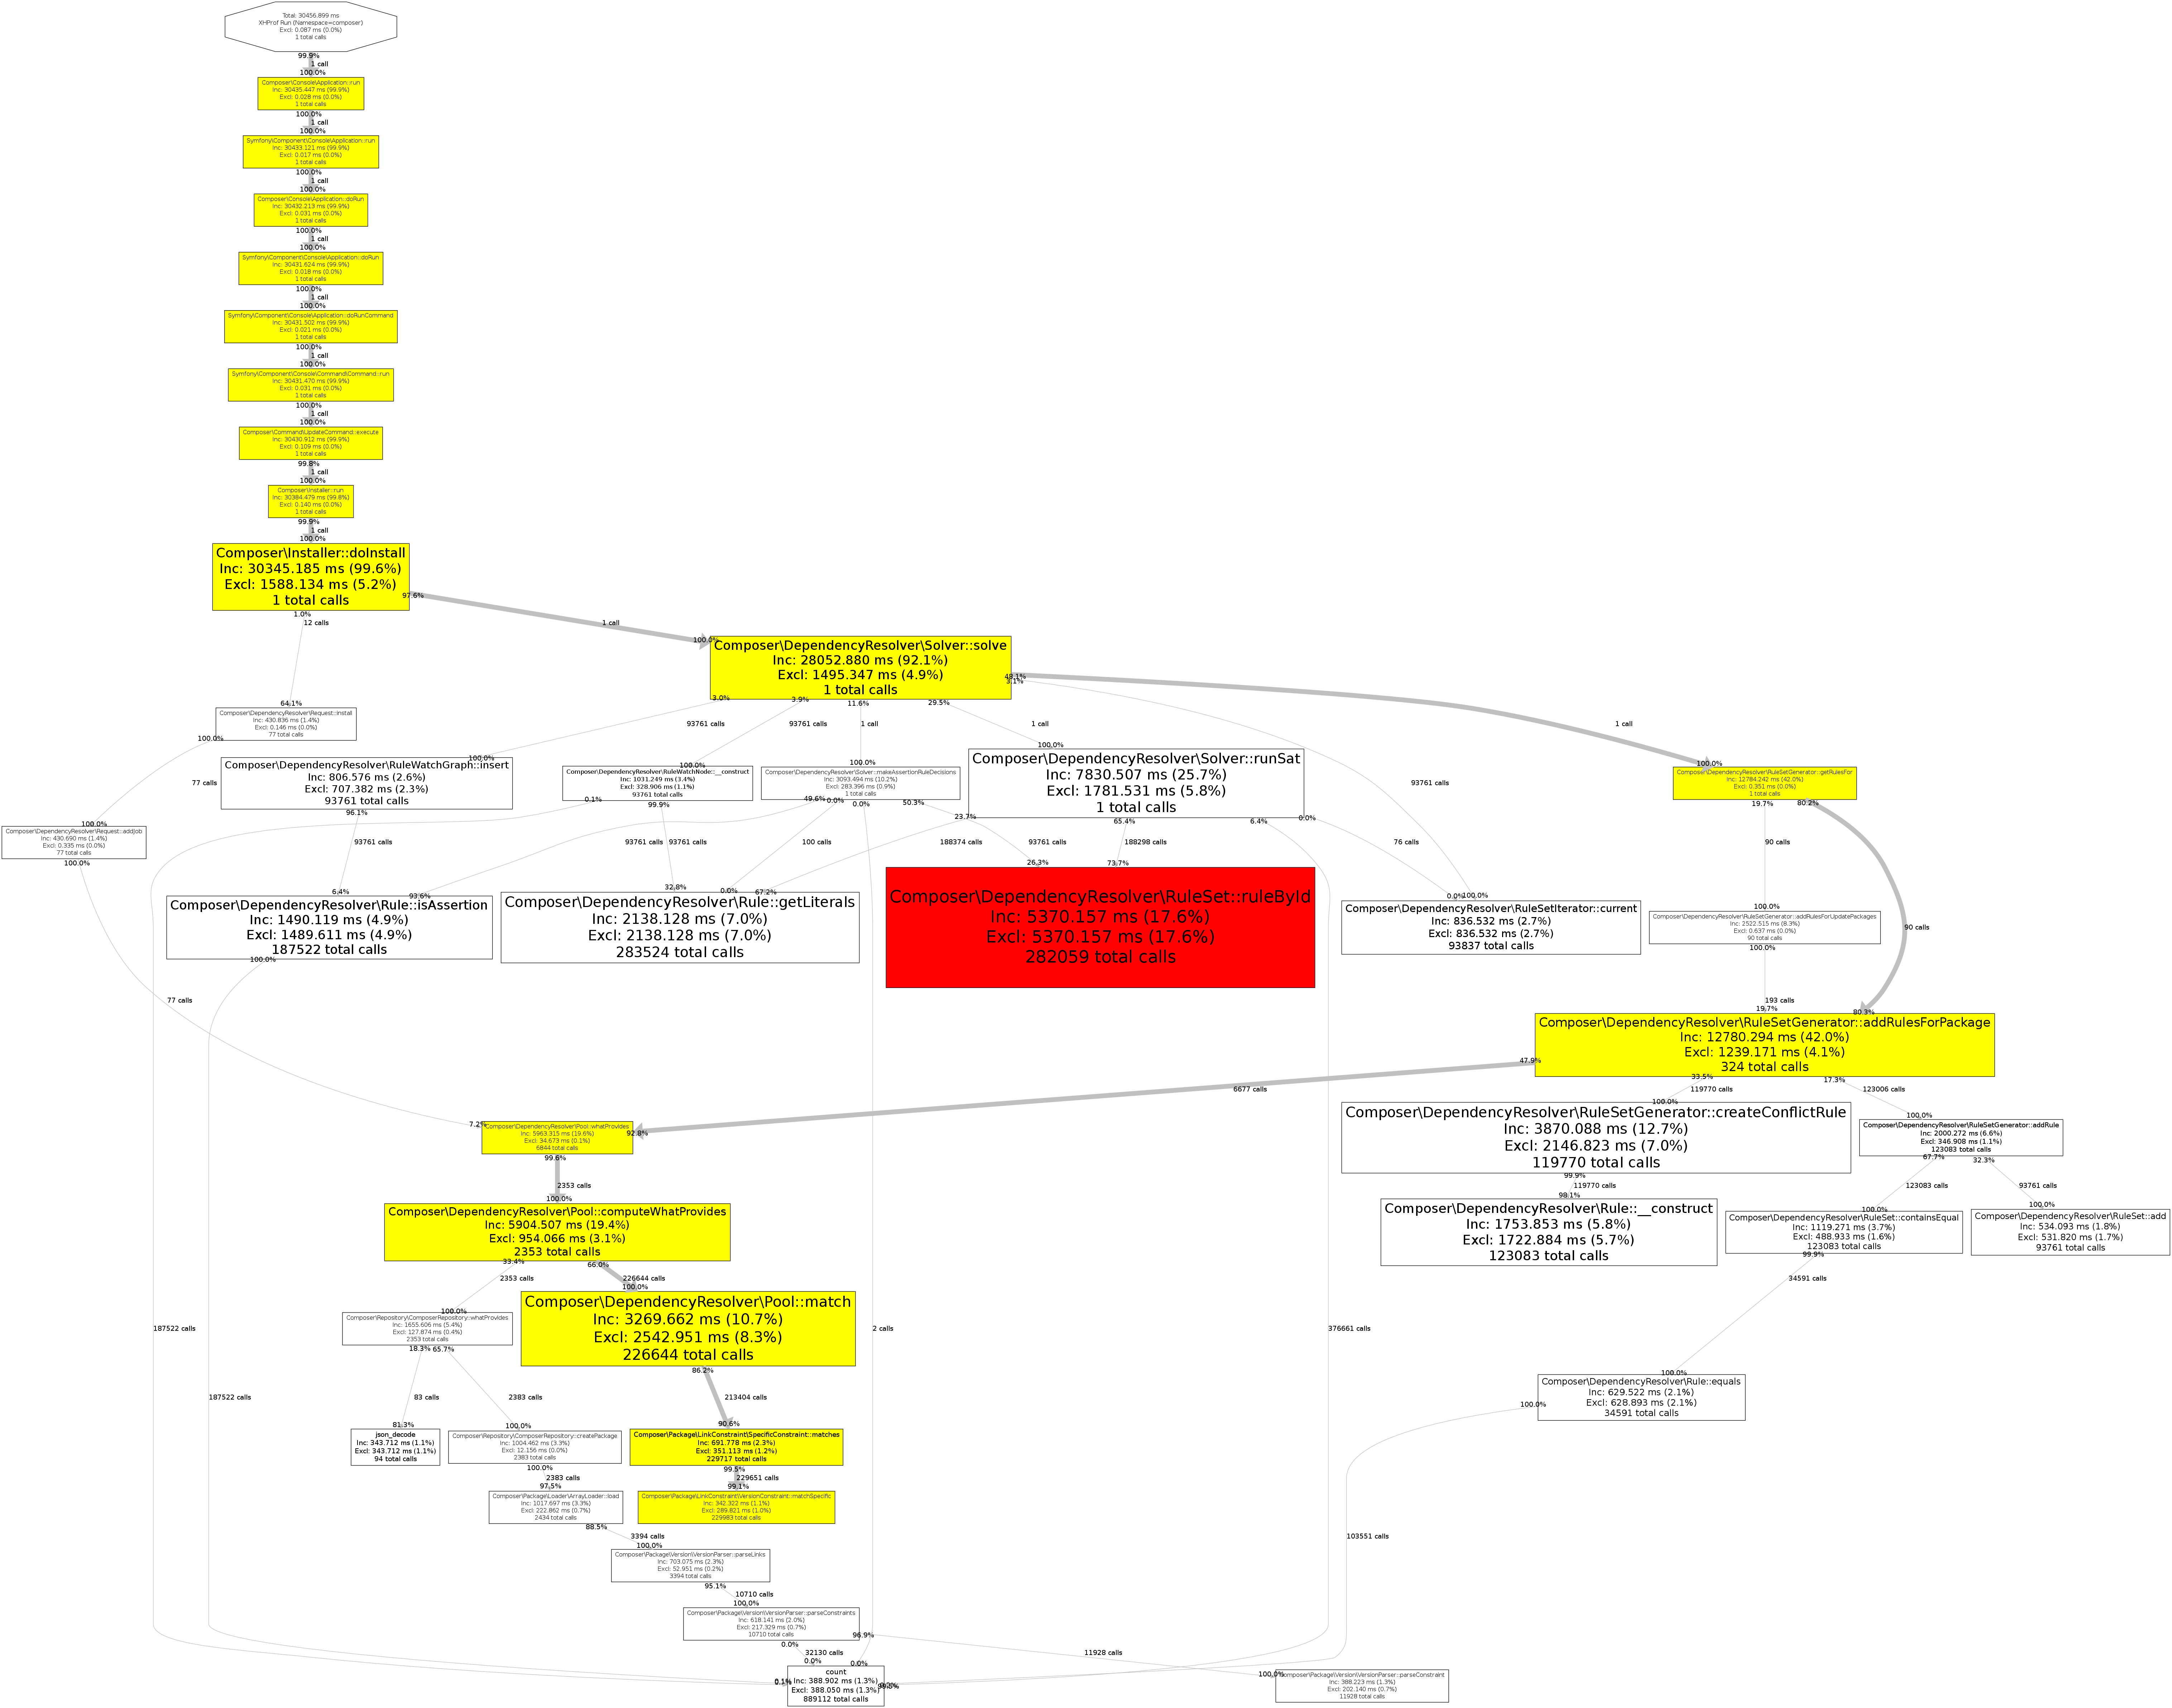 Total: 30456.899 ms
XHProf Run (Namespace=composer)
Excl: 0.087 ms (0.0%)
1 total calls
99.9%
1 call
100.0%
Composer\Console\Application::run
Inc: 30435.447 ms (99.9%)
Excl: 0.028 ms (0.0%)
1 total calls
100.0%
1 call
100.0%
Symfony\Component\Console\Application::run
Inc: 30433.121 ms (99.9%)
Excl: 0.017 ms (0.0%)
1 total calls
100.0%
1 call
100.0%
Composer\Console\Application::doRun
Inc: 30432.213 ms (99.9%)
Excl: 0.031 ms (0.0%)
1 total calls
100.0%
1 call
100.0%
Symfony\Component\Console\Application::doRun
Inc: 30431.624 ms (99.9%)
Excl: 0.018 ms (0.0%)
1 total calls
100.0%
1 call
100.0%
Symfony\Component\Console\Application::doRunCommand
Inc: 30431.502 ms (99.9%)
Excl: 0.021 ms (0.0%)
1 total calls
100.0%
1 call
100.0%
Symfony\Component\Console\Command\Command::run
Inc: 30431.470 ms (99.9%)
Excl: 0.031 ms (0.0%)
1 total calls
100.0%
1 call
100.0%
Composer\Command\UpdateCommand::execute
Inc: 30430.912 ms (99.9%)
Excl: 0.109 ms (0.0%)
1 total calls
99.8%
1 call
100.0%
Composer\Installer::run
Inc: 30384.479 ms (99.8%)
Excl: 0.140 ms (0.0%)
1 total calls
99.9%
1 call
100.0%
Composer\Installer::doInstall
Inc: 30345.185 ms (99.6%)
Excl: 1588.134 ms (5.2%)
1 total calls
97.6%
1.0%
12 calls
1 call
100.0%
Composer\DependencyResolver\Solver::solve
Inc: 28052.880 ms (92.1%)
Excl: 1495.347 ms (4.9%)
1 total calls
48.1%
3.1%
3.0%
3.9%
11.6%
29.5%
64.1%
Composer\DependencyResolver\Request::install
Inc: 430.836 ms (1.4%)
Excl: 0.146 ms (0.0%)
77 total calls
100.0%
93761 calls
93761 calls
1 call
1 call
1 call
100.0%
Composer\DependencyResolver\RuleWatchGraph::insert
Inc: 806.576 ms (2.6%)
Excl: 707.382 ms (2.3%)
93761 total calls
96.1%
100.0%
Composer\DependencyResolver\RuleWatchNode::__construct
Inc: 1031.249 ms (3.4%)
Excl: 328.906 ms (1.1%)
93761 total calls
0.1%
99.9%
100.0%
Composer\DependencyResolver\Solver::makeAssertionRuleDecisions
Inc: 3093.494 ms (10.2%)
Excl: 283.396 ms (0.9%)
1 total calls
49.6%
0.0%
0.0%
50.3%
100.0%
Composer\DependencyResolver\Solver::runSat
Inc: 7830.507 ms (25.7%)
Excl: 1781.531 ms (5.8%)
1 total calls
23.7%
65.4%
6.4%
0.0%
93761 calls
100.0%
Composer\DependencyResolver\RuleSetGenerator::getRulesFor
Inc: 12784.242 ms (42.0%)
Excl: 0.351 ms (0.0%)
1 total calls
19.7%
80.2%
77 calls
100.0%
Composer\DependencyResolver\Request::addJob
Inc: 430.690 ms (1.4%)
Excl: 0.335 ms (0.0%)
77 total calls
100.0%
93761 calls
93761 calls
93761 calls
100 calls
188374 calls
93761 calls
188298 calls
76 calls
90 calls
6.4%
93.6%
Composer\DependencyResolver\Rule::isAssertion
Inc: 1490.119 ms (4.9%)
Excl: 1489.611 ms (4.9%)
187522 total calls
100.0%
32.8%
0.0%
67.2%
Composer\DependencyResolver\Rule::getLiterals
Inc: 2138.128 ms (7.0%)
Excl: 2138.128 ms (7.0%)
283524 total calls
26.3%
73.7%
Composer\DependencyResolver\RuleSet::ruleById
Inc: 5370.157 ms (17.6%)
Excl: 5370.157 ms (17.6%)
282059 total calls
0.0%
100.0%
Composer\DependencyResolver\RuleSetIterator::current
Inc: 836.532 ms (2.7%)
Excl: 836.532 ms (2.7%)
93837 total calls
100.0%
Composer\DependencyResolver\RuleSetGenerator::addRulesForUpdatePackages
Inc: 2522.515 ms (8.3%)
Excl: 0.637 ms (0.0%)
90 total calls
100.0%
90 calls
77 calls
193 calls
19.7%
80.3%
Composer\DependencyResolver\RuleSetGenerator::addRulesForPackage
Inc: 12780.294 ms (42.0%)
Excl: 1239.171 ms (4.1%)
324 total calls
47.9%
33.5%
17.3%
6677 calls
119770 calls
123006 calls
7.2%
92.8%
Composer\DependencyResolver\Pool::whatProvides
Inc: 5963.315 ms (19.6%)
Excl: 34.673 ms (0.1%)
6844 total calls
99.6%
100.0%
Composer\DependencyResolver\RuleSetGenerator::createConflictRule
Inc: 3870.088 ms (12.7%)
Excl: 2146.823 ms (7.0%)
119770 total calls
99.9%
100.0%
Composer\DependencyResolver\RuleSetGenerator::addRule
Inc: 2000.272 ms (6.6%)
Excl: 346.908 ms (1.1%)
123083 total calls
67.7%
32.3%
2353 calls
119770 calls
123083 calls
93761 calls
100.0%
Composer\DependencyResolver\Pool::computeWhatProvides
Inc: 5904.507 ms (19.4%)
Excl: 954.066 ms (3.1%)
2353 total calls
33.4%
66.0%
98.1%
Composer\DependencyResolver\Rule::__construct
Inc: 1753.853 ms (5.8%)
Excl: 1722.884 ms (5.7%)
123083 total calls
100.0%
Composer\DependencyResolver\RuleSet::containsEqual
Inc: 1119.271 ms (3.7%)
Excl: 488.933 ms (1.6%)
123083 total calls
99.9%
100.0%
Composer\DependencyResolver\RuleSet::add
Inc: 534.093 ms (1.8%)
Excl: 531.820 ms (1.7%)
93761 total calls
2353 calls
226644 calls
34591 calls
100.0%
Composer\Repository\ComposerRepository::whatProvides
Inc: 1655.606 ms (5.4%)
Excl: 127.874 ms (0.4%)
2353 total calls
18.3%
65.7%
100.0%
Composer\DependencyResolver\Pool::match
Inc: 3269.662 ms (10.7%)
Excl: 2542.951 ms (8.3%)
226644 total calls
86.2%
187522 calls
2 calls
376661 calls
187522 calls
83 calls
2383 calls
213404 calls
100.0%
Composer\DependencyResolver\Rule::equals
Inc: 629.522 ms (2.1%)
Excl: 628.893 ms (2.1%)
34591 total calls
100.0%
81.3%
json_decode
Inc: 343.712 ms (1.1%)
Excl: 343.712 ms (1.1%)
94 total calls
100.0%
Composer\Repository\ComposerRepository::createPackage
Inc: 1004.462 ms (3.3%)
Excl: 12.156 ms (0.0%)
2383 total calls
100.0%
90.6%
Composer\Package\LinkConstraint\SpecificConstraint::matches
Inc: 691.778 ms (2.3%)
Excl: 351.113 ms (1.2%)
229717 total calls
99.5%
2383 calls
229651 calls
97.5%
Composer\Package\Loader\ArrayLoader::load
Inc: 1017.697 ms (3.3%)
Excl: 222.862 ms (0.7%)
2434 total calls
88.5%
99.1%
Composer\Package\LinkConstraint\VersionConstraint::matchSpecific
Inc: 342.322 ms (1.1%)
Excl: 289.821 ms (1.0%)
229983 total calls
3394 calls
103551 calls
100.0%
Composer\Package\Version\VersionParser::parseLinks
Inc: 703.075 ms (2.3%)
Excl: 52.951 ms (0.2%)
3394 total calls
95.1%
10710 calls
100.0%
Composer\Package\Version\VersionParser::parseConstraints
Inc: 618.141 ms (2.0%)
Excl: 217.329 ms (0.7%)
10710 total calls
96.9%
0.0%
32130 calls
11928 calls
0.0%
0.0%
count
Inc: 388.902 ms (1.3%)
Excl: 388.050 ms (1.3%)
889112 total calls
0.1%
99.0%
100.0%
Composer\Package\Version\VersionParser::parseConstraint
Inc: 388.223 ms (1.3%)
Excl: 202.140 ms (0.7%)
11928 total calls